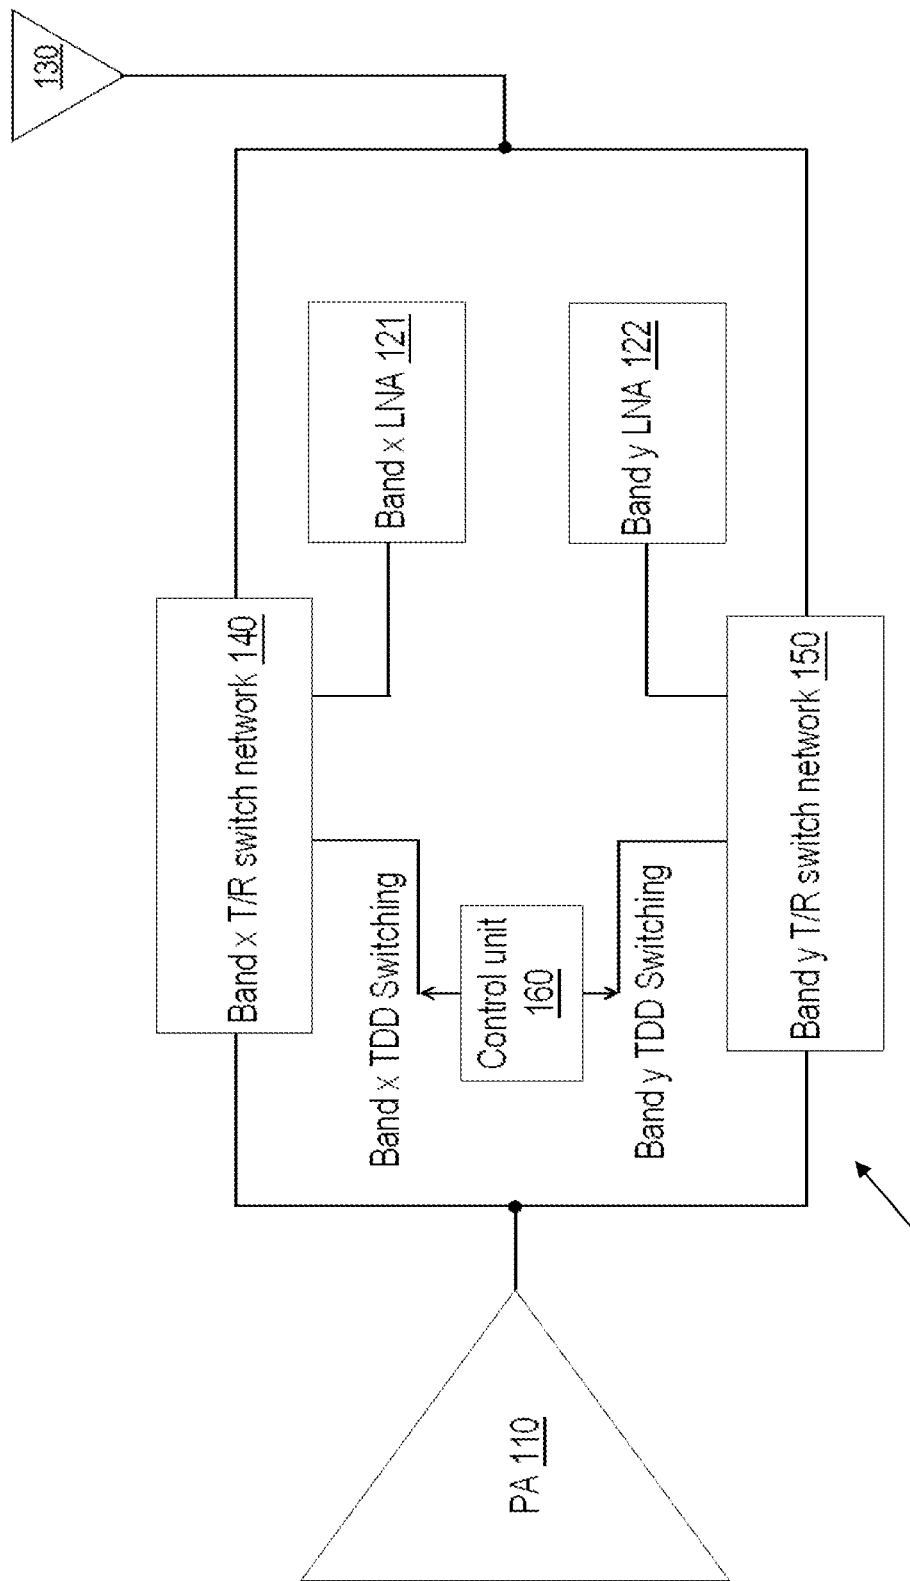 130
Band x T/R switch network 140
Band x LNA 121
Band x TDD Switching
Control unit
160
PA 110
Band y TDD Switching
Band y LNA 122
Band y T/R switch network 150